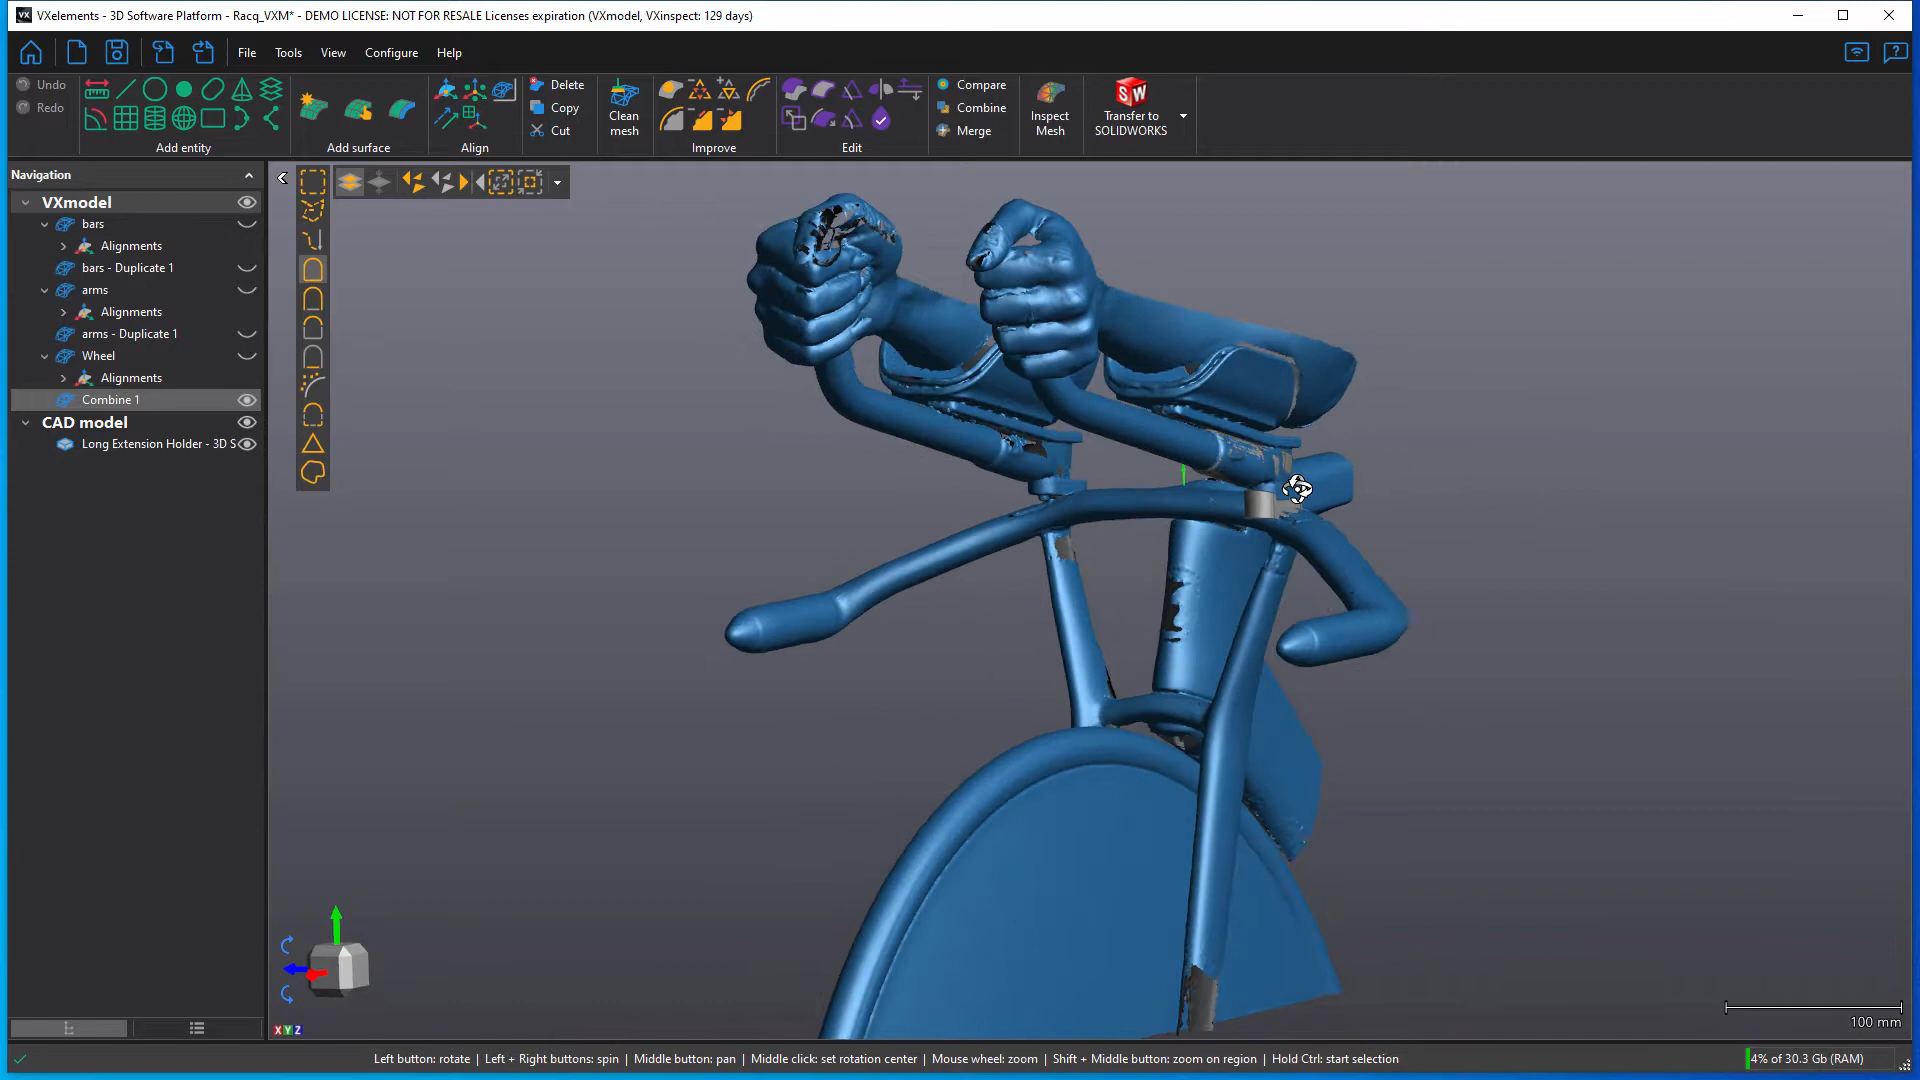 VXelements - 3D Software Platform - Racq_VXM* - DEMO LICENSE: NOT FOR RESALE Licenses expiration (VXmodel, VXinspect: 129 days)
File Tools View Configure Help
Undo
Redo
Add entity
Add surface
Align
Delete
Copy
Cut
Clean mesh
Improve
Edit
Compare
Combine
Merge
Inspect Mesh
SW
Transfer to SOLIDWORKS
Navigation
VXmodel
bars
Alignments
bars - Duplicate 1
arms
Alignments
arms - Duplicate 1
Wheel
Alignments
Combine 1
CAD model
Long Extension Holder - 3D S
XYZ
100 mm
Left button: rotate | Left + Right buttons: spin | Middle button: pan | Middle click: set rotation center | Mouse wheel: zoom | Shift + Middle button: zoom on region | Hold Ctrl: start selection
4% of 30.3 Gb (RAM)